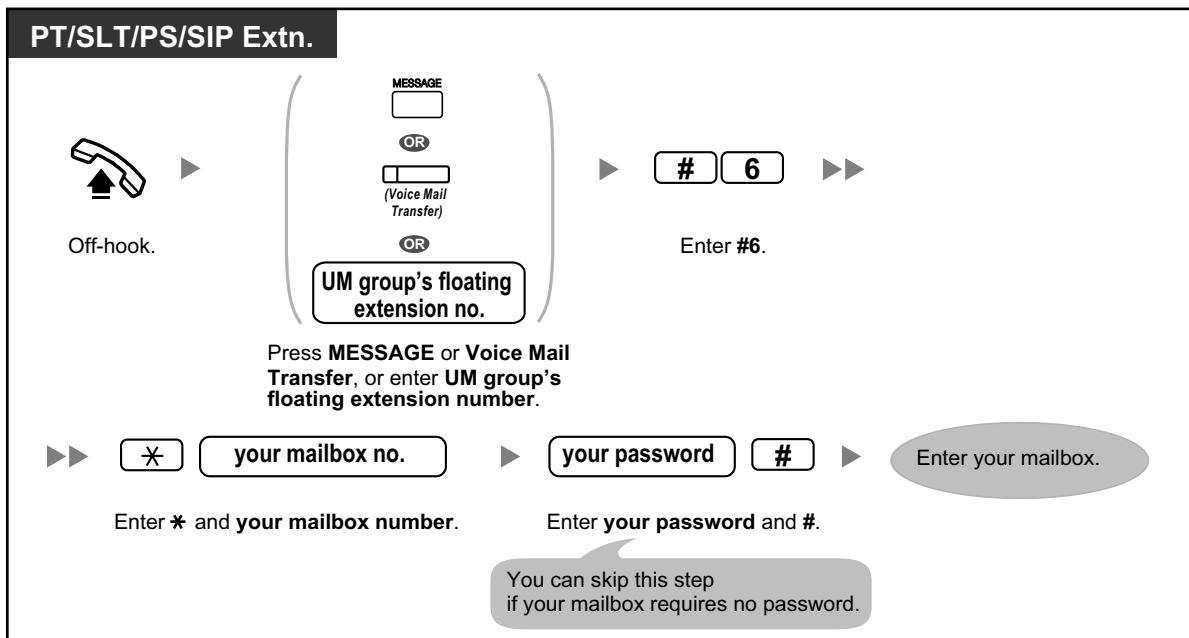 PT/SLT/PS/SIP Extn.
MESSAGE
OR
(Voice Mail
Transfer)
OR
UM group's floating
extension no.
# 6
Off-hook.
Enter #6.
Press MESSAGE or Voice Mail
Transfer, or enter UM group's
floating extension number.
* your mailbox no.
your password #
Enter your mailbox.
Enter * and your mailbox number.
Enter your password and #.
You can skip this step
if your mailbox requires no password.